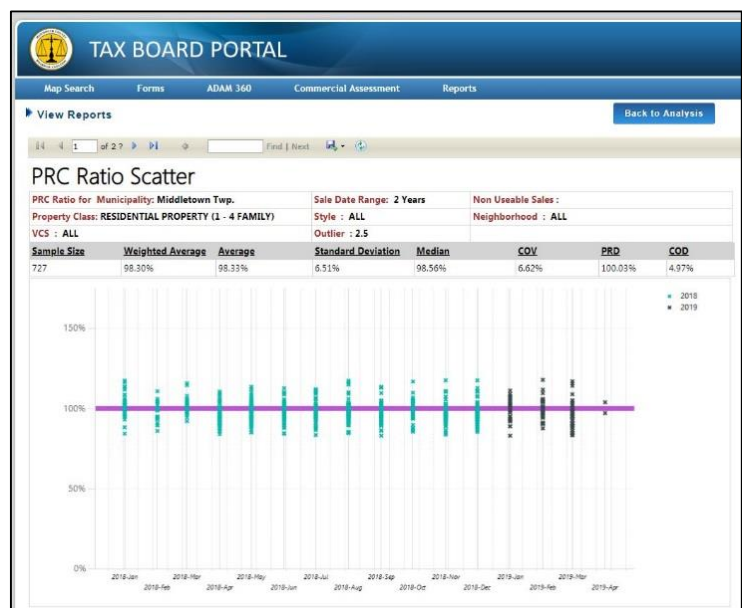 TAX BOARD PORTAL
Map Search Forms ADAM 360 Commercial Assessment Reports
View Reports Back to Analysis
1 of 2 ? Find | Next
PRC Ratio Scatter
PRC Ratio for Municipality: Middletown Twp. Sale Date Range: 2 Years Non Useable Sales :
Property Class: RESIDENTIAL PROPERTY (1 - 4 FAMILY) Style : ALL Neighborhood : ALL
VCS : ALL Outlier : 2.5
Sample Size Weighted Average Average Standard Deviation Median COV PRD COD
727 98.30% 98.33% 6.51% 98.56% 6.62% 100.03% 4.97%
2018
2019
150%
100%
50%
0%
2018-Jan 2018-Mar 2018-May 2018-Jul 2018-Sep 2018-Nov 2019-Jan 2019-Mar
2018-Feb 2018-Apr 2018-Jun 2018-Aug 2018-Oct 2018-Dec 2019-Feb 2019-Apr